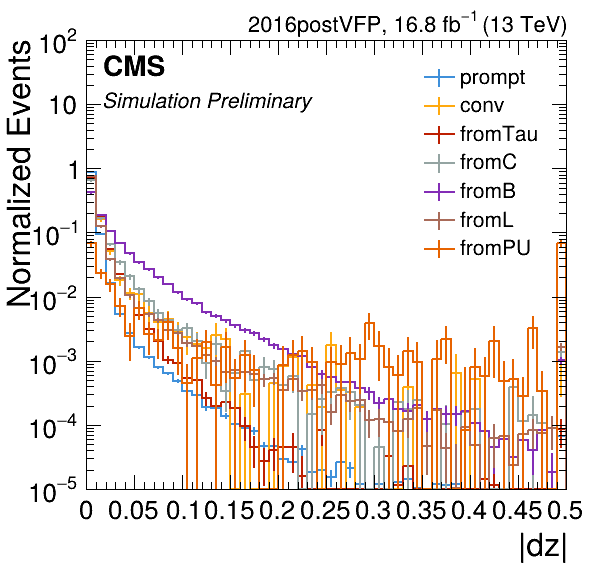 2016postVFP, 16.8 fb⁻¹ (13 TeV)
CMS
Simulation Preliminary
prompt
conv
fromTau
fromC
fromB
fromL
fromPU
Normalized Events
10²
10
1
10⁻¹
10⁻²
10⁻³
10⁻⁴
10⁻⁵
0 0.05 0.1 0.15 0.2 0.25 0.3 0.35 0.4 0.45 0.5
|dz|